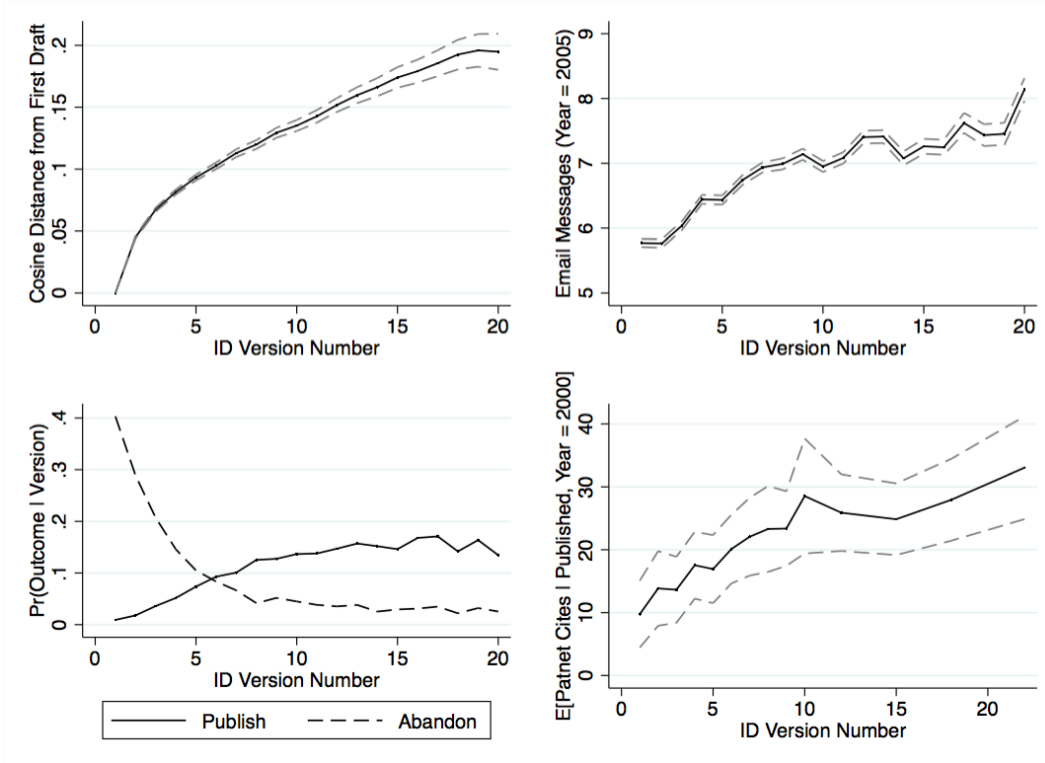 Cosine Distance from First Draft
0 .05 .1 .15 .2
0 5 10 15 20
ID Version Number
Email Messages (Year = 2005)
5 6 7 8 9
0 5 10 15 20
ID Version Number
Pr(Outcome I Version)
0 .1 .2 .3 .4
0 5 10 15 20
ID Version Number
Publish Abandon
E[Patnet Cites I Published, Year = 2000]
0 10 20 30 40
0 5 10 15 20
ID Version Number